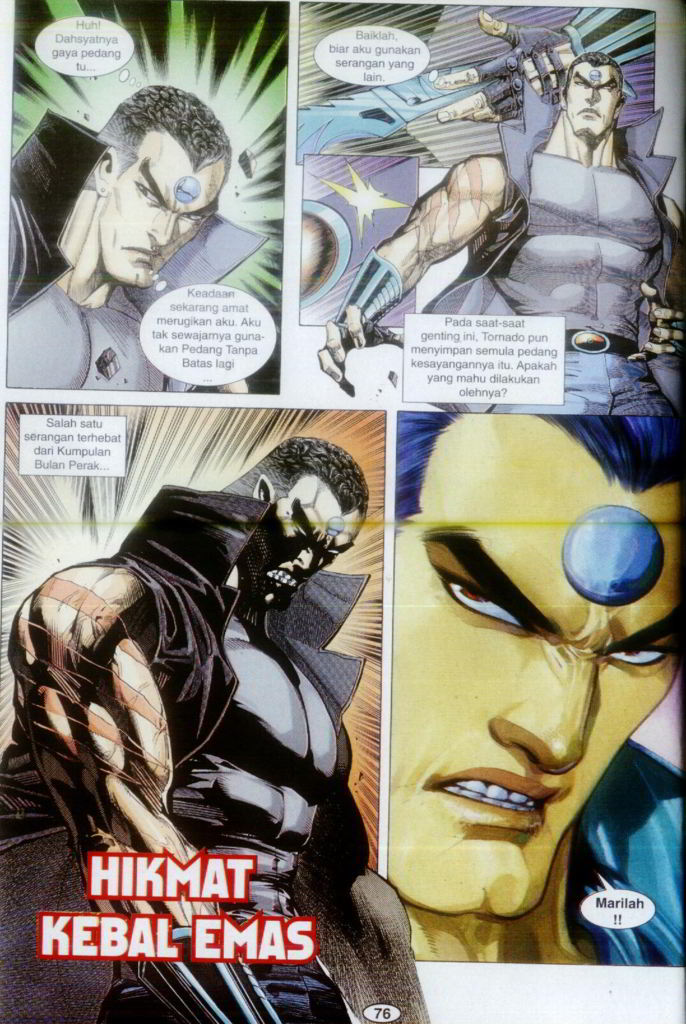 Huh!
Dahsyatnya
gaya pedang
tu...
Keadaan
sekarang amat
merugikan aku. Aku
tak sewajarnya guna-
kan Pedang Tanpa
Batas lagi
...
Baiklah,
biar aku gunakan
serangan yang
lain.
Pada saat-saat
genting ini, Tornado pun
menyimpan semula pedang
kesayangannya itu. Apakah
yang mahu dilakukan
olehnya?
Salah satu
serangan terhebat
dari Kumpulan
Bulan Perak...
HIKMAT
KEBAL EMAS
Marilah
!!
76